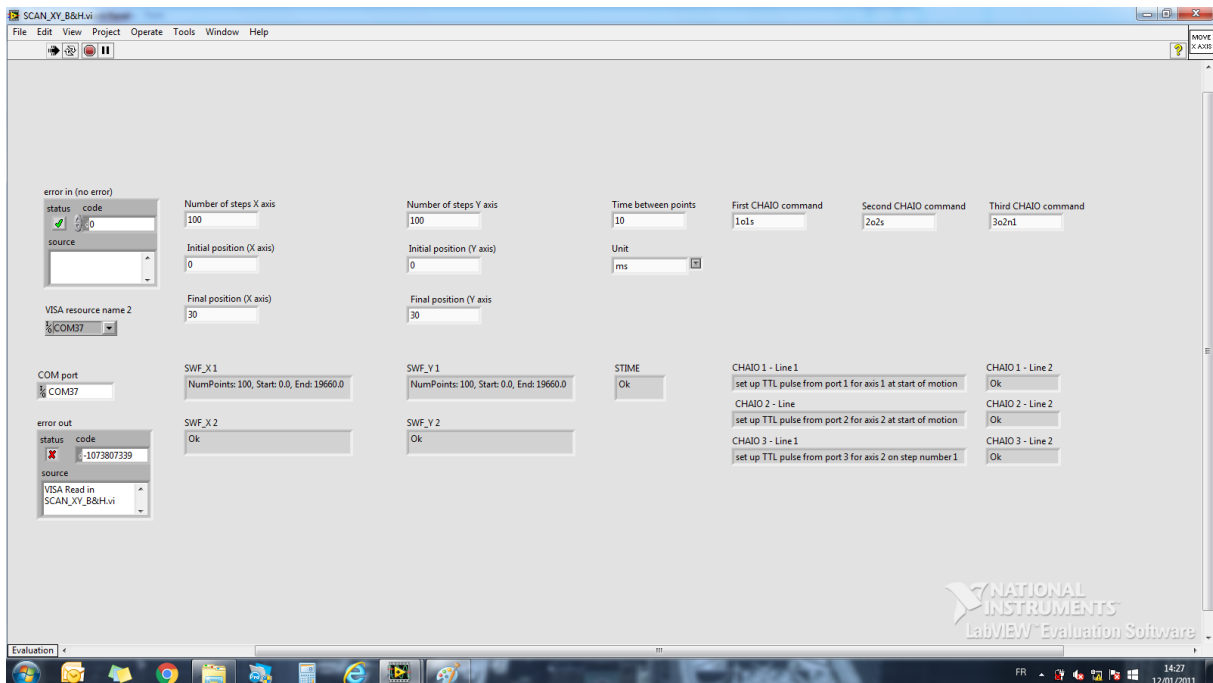 SCAN_XY_B&H.vi
File Edit View Project Operate Tools Window Help
MOVE
X AXIS
error in (no error)
status code
0
source
VISA resource name 2
COM37
COM port
COM37
error out
status code
-1073807339
source
VISA Read in
SCAN_XY_B&H.vi
Number of steps X axis
100
Initial position (X axis)
0
Final position (X axis)
30
SWF_X 1
NumPoints: 100, Start: 0.0, End: 19660.0
SWF_X 2
Ok
Number of steps Y axis
100
Initial position (Y axis)
0
Final position (Y axis
30
SWF_Y 1
NumPoints: 100, Start: 0.0, End: 19660.0
SWF_Y 2
Ok
Time between points
10
Unit
ms
STIME
Ok
First CHAIO command
1o1s
Second CHAIO command
2o2s
Third CHAIO command
3o2n1
CHAIO 1 - Line 1
set up TTL pulse from port 1 for axis 1 at start of motion
CHAIO 1 - Line 2
Ok
CHAIO 2 - Line
set up TTL pulse from port 2 for axis 2 at start of motion
CHAIO 2 - Line 2
Ok
CHAIO 3 - Line 1
set up TTL pulse from port 3 for axis 2 on step number 1
CHAIO 3 - Line 2
Ok
NATIONAL
INSTRUMENTS
LabVIEW™ Evaluation Software
Evaluation
FR
14:27
12/01/2011